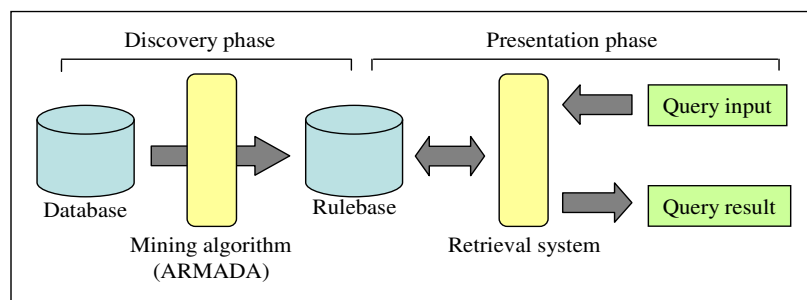 Discovery phase
Presentation phase
Query input
Query result
Database
Rulebase
Mining algorithm
(ARMADA)
Retrieval system